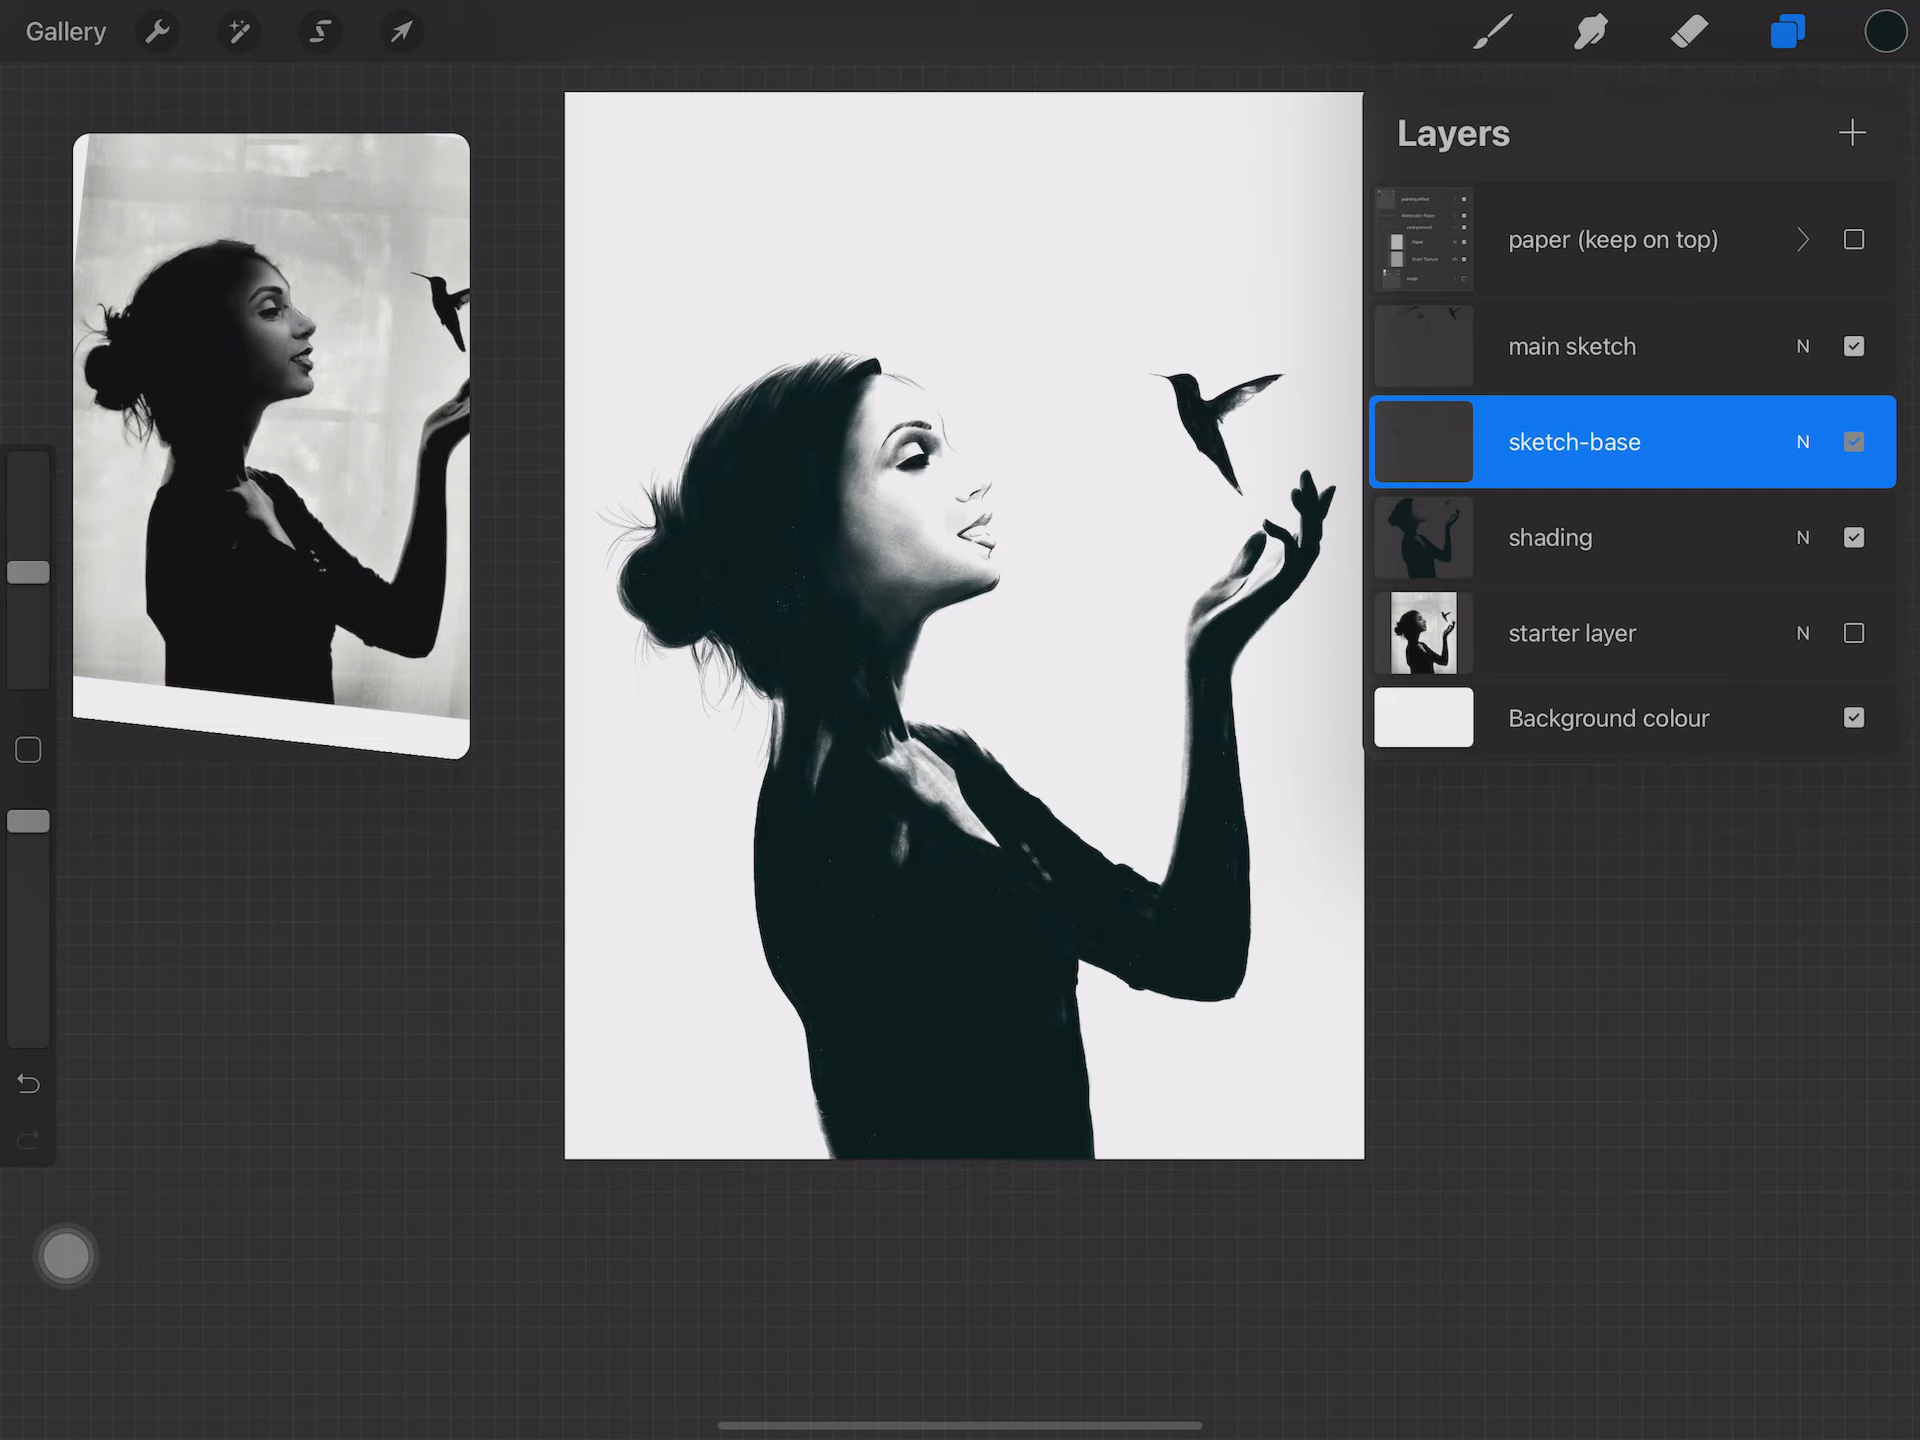 Gallery
Layers
paper (keep on top)
main sketch N
sketch-base N
shading N
starter layer N
Background colour